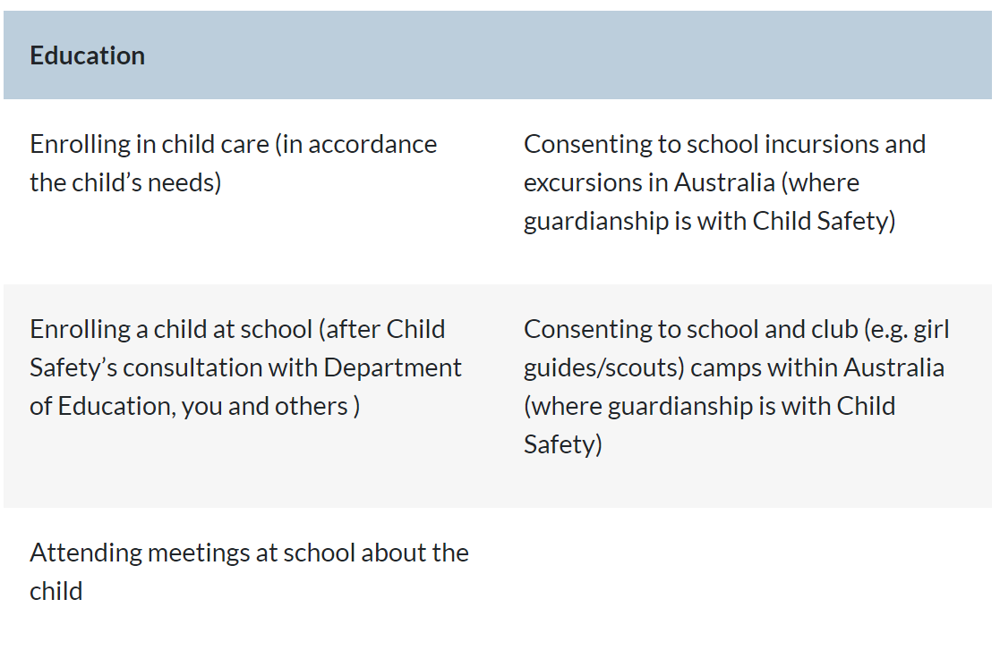 Education
Enrolling in child care (in accordance
the child’s needs)
Consenting to school incursions and
excursions in Australia (where
guardianship is with Child Safety)
Enrolling a child at school (after Child
Safety’s consultation with Department
of Education, you and others )
Consenting to school and club (e.g. girl
guides/scouts) camps within Australia
(where guardianship is with Child
Safety)
Attending meetings at school about the
child